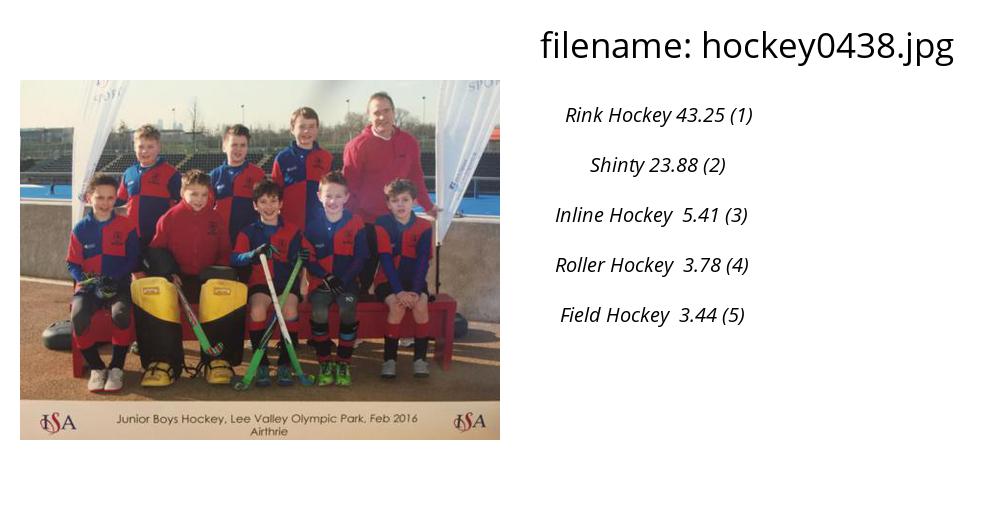 filename: hockey0438.jpg
Rink Hockey 43.25 (1)
Shinty 23.88 (2)
Inline Hockey 5.41 (3)
Roller Hockey 3.78 (4)
Field Hockey 3.44 (5)
SPORT
SPOR
ISA
Junior Boys Hockey, Lee Valley Olympic Park, Feb 2016
Airthrie
ISA